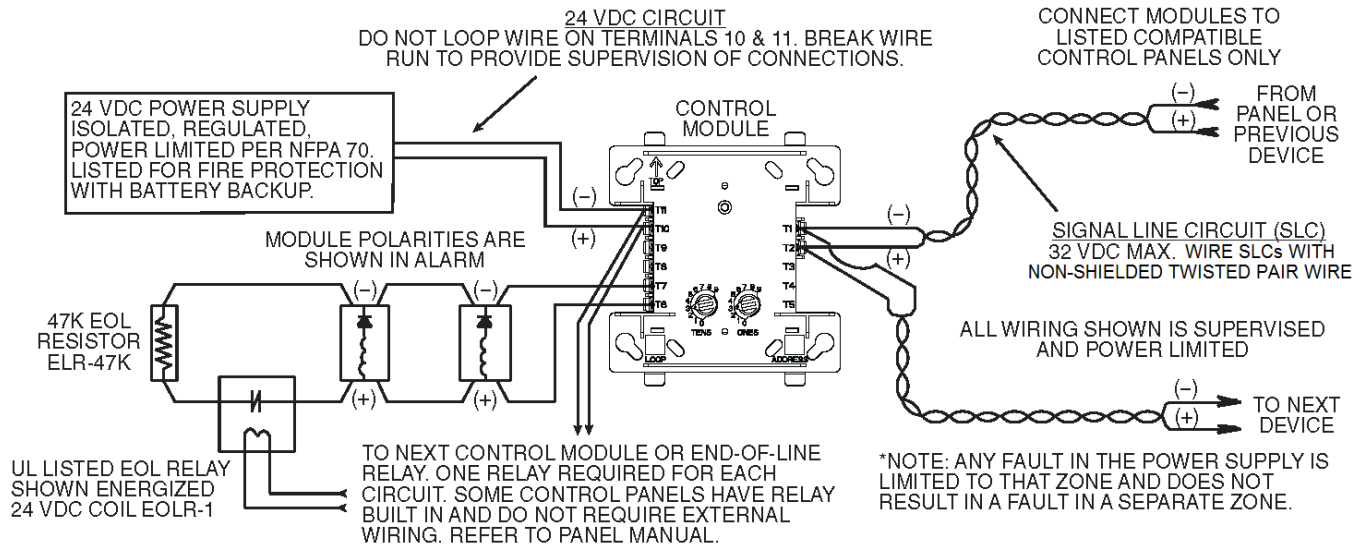 24 VDC CIRCUIT
DO NOT LOOP WIRE ON TERMINALS 10 & 11. BREAK WIRE
RUN TO PROVIDE SUPERVISION OF CONNECTIONS.
CONNECT MODULES TO
LISTED COMPATIBLE
CONTROL PANELS ONLY
24 VDC POWER SUPPLY
ISOLATED, REGULATED,
POWER LIMITED PER NFPA 70.
LISTED FOR FIRE PROTECTION
WITH BATTERY BACKUP.
CONTROL
MODULE
(-)
(+)
FROM
PANEL OR
PREVIOUS
DEVICE
(-)
(+)
TOP
T11
T10
T9
T8
T7
T6
T1
T2
T3
T4
T5
TENS
ONES
LOOP
ADDRESS
(-)
(+)
SIGNAL LINE CIRCUIT (SLC)
32 VDC MAX. WIRE SLCs WITH
NON-SHIELDED TWISTED PAIR WIRE
MODULE POLARITIES ARE
SHOWN IN ALARM
(-)
(-)
(+)
(+)
47K EOL
RESISTOR
ELR-47K
ALL WIRING SHOWN IS SUPERVISED
AND POWER LIMITED
(-)
(+)
TO NEXT
DEVICE
UL LISTED EOL RELAY
SHOWN ENERGIZED
24 VDC COIL EOLR-1
TO NEXT CONTROL MODULE OR END-OF-LINE
RELAY. ONE RELAY REQUIRED FOR EACH
CIRCUIT. SOME CONTROL PANELS HAVE RELAY
BUILT IN AND DO NOT REQUIRE EXTERNAL
WIRING. REFER TO PANEL MANUAL.
*NOTE: ANY FAULT IN THE POWER SUPPLY IS
LIMITED TO THAT ZONE AND DOES NOT
RESULT IN A FAULT IN A SEPARATE ZONE.